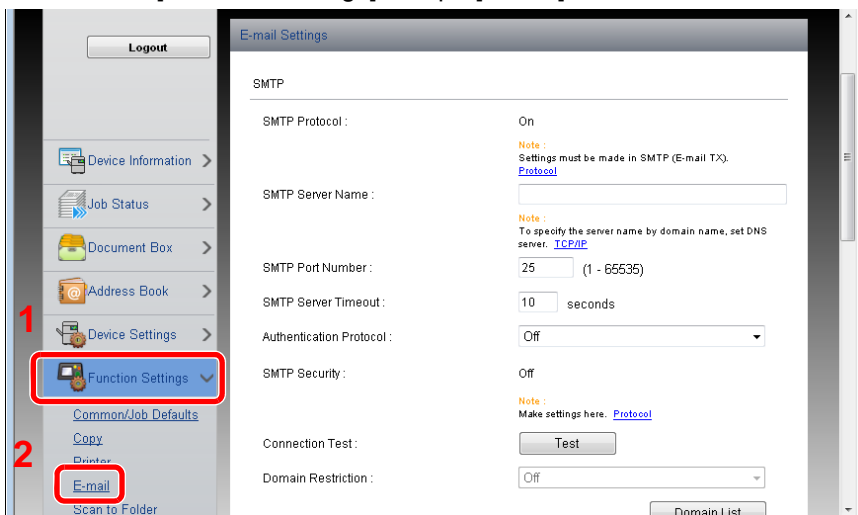 Logout
Device Information
Job Status
Document Box
Address Book
1
Device Settings
Function Settings
Common/Job Defaults
Copy
2
Printer
E-mail
Scan to Folder
E-mail Settings
SMTP
SMTP Protocol : On
Note :
Settings must be made in SMTP (E-mail TX).
Protocol
SMTP Server Name :
Note :
To specify the server name by domain name, set DNS
server. TCP/IP
SMTP Port Number : 25 (1 - 65535)
SMTP Server Timeout : 10 seconds
Authentication Protocol : Off
SMTP Security : Off
Note :
Make settings here. Protocol
Connection Test : Test
Domain Restriction : Off
Domain List